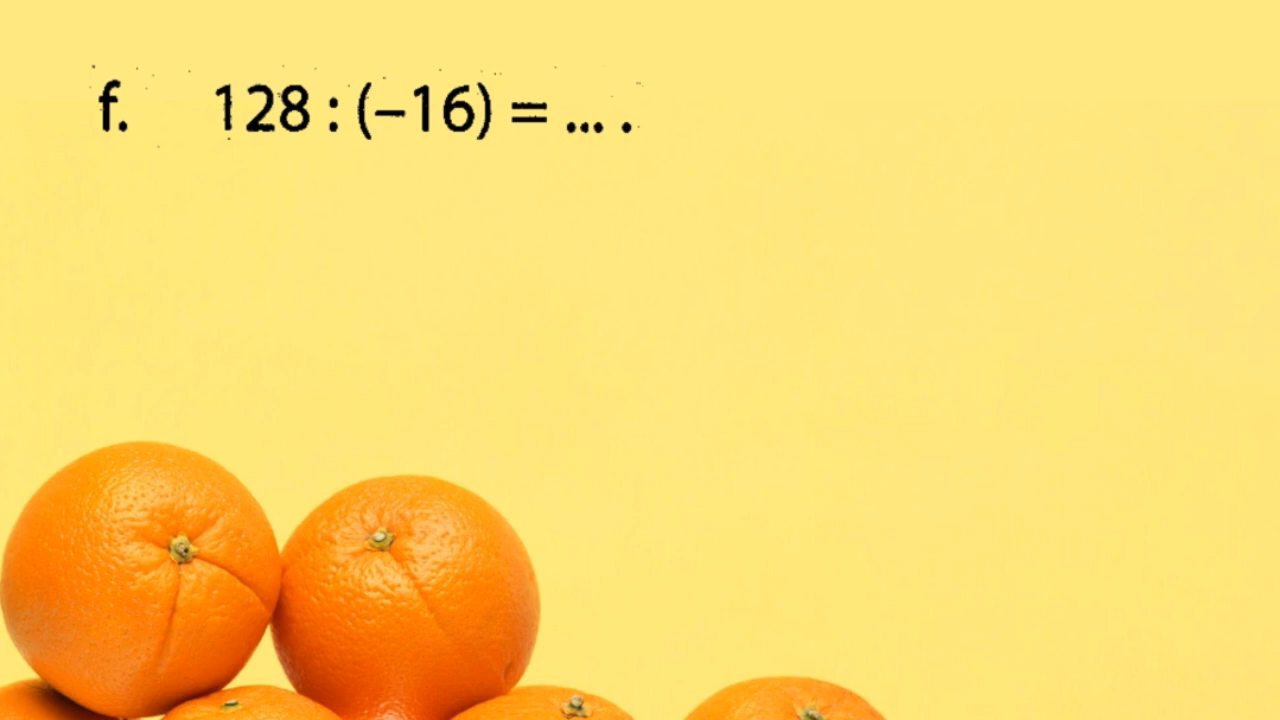 f. 128 : (–16) = ... .